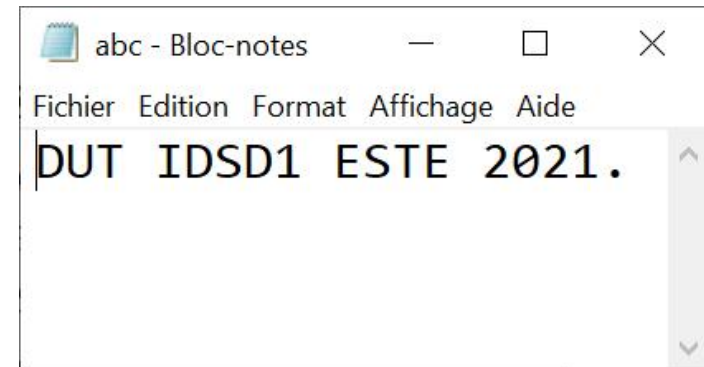 abc - Bloc-notes
Fichier Edition Format Affichage Aide
DUT IDSD1 ESTE 2021.